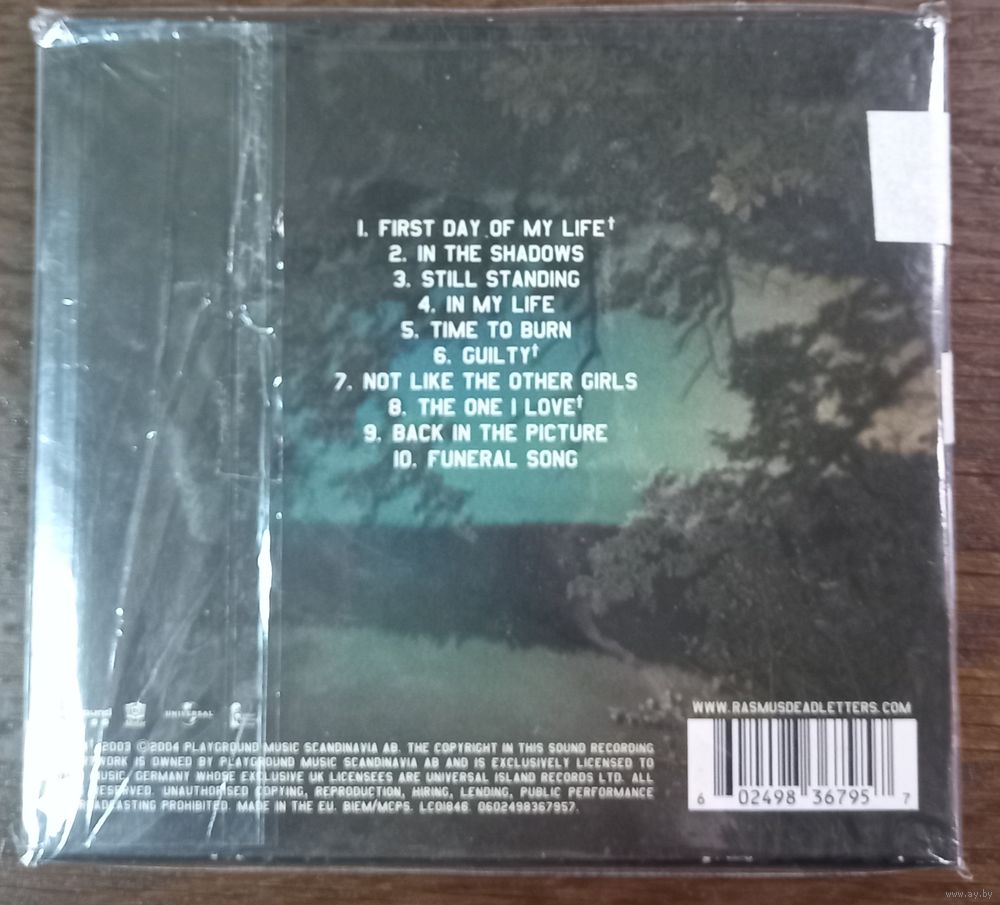 1. FIRST DAY OF MY LIFE†
2. IN THE SHADOWS
3. STILL STANDING
4. IN MY LIFE
5. TIME TO BURN
6. GUILTY†
7. NOT LIKE THE OTHER GIRLS
8. THE ONE I LOVE†
9. BACK IN THE PICTURE
10. FUNERAL SONG
WWW.RASMUSDEADLETTERS.COM
UNIVERSAL
2003 ©2004 PLAYGROUND MUSIC SCANDINAVIA AB. THE COPYRIGHT IN THIS SOUND RECORDING
IS OWNED BY PLAYGROUND MUSIC SCANDINAVIA AB AND IS EXCLUSIVELY LICENSED TO
MUSIC, GERMANY WHOSE EXCLUSIVE UK LICENSEES ARE UNIVERSAL ISLAND RECORDS LTD. ALL
RESERVED. UNAUTHORISED COPYING, REPRODUCTION, HIRING, LENDING, PUBLIC PERFORMANCE
PROHIBITED. MADE IN THE EU. BIEM/MCPS. LC01846. 0602498367957.
6 02498 36795 7
www.ay.by